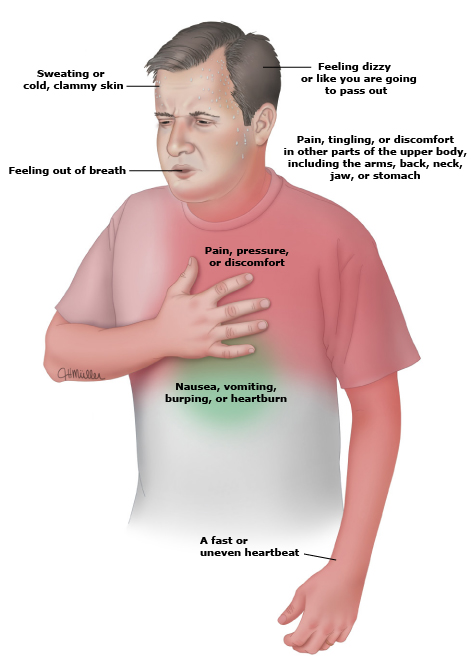 Sweating or
cold, clammy skin
Feeling dizzy
or like you are going
to pass out
Feeling out of breath
Pain, tingling, or discomfort
in other parts of the upper body,
including the arms, back, neck,
jaw, or stomach
Pain, pressure,
or discomfort
JHMüller
Nausea, vomiting,
burping, or heartburn
A fast or
uneven heartbeat